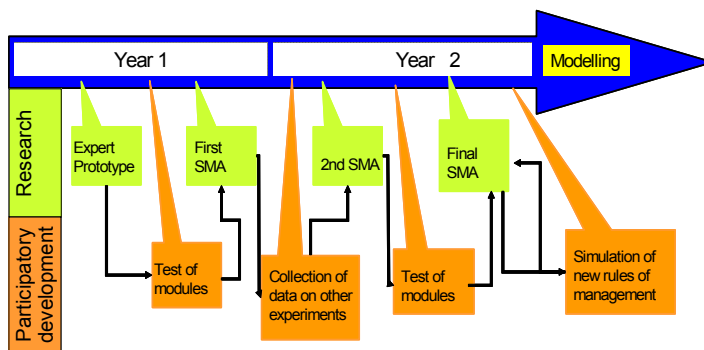 Year 1
Year 2
Modelling
Research
Expert
Prototype
First
SMA
2nd SMA
Final
SMA
Participatory
development
Test of
modules
Collection of
data on other
experiments
Test of
modules
Simulation of
new rules of
management